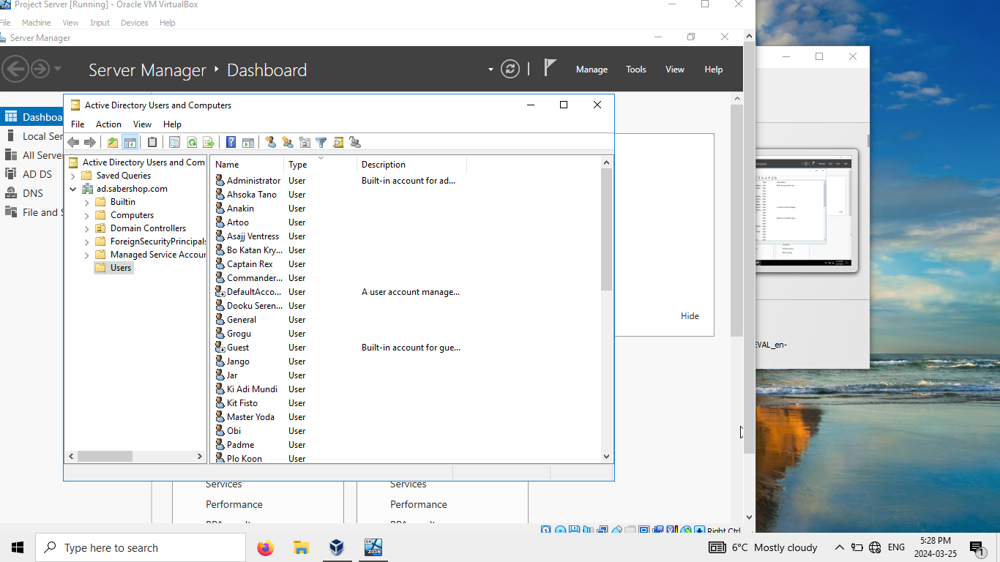 Project Server [Running] - Oracle VM VirtualBox
File Machine View Input Devices Help
Server Manager
Server Manager Dashboard
Manage Tools View Help
Dashboa
Local Ser
All Serve
AD DS
DNS
File and S
Active Directory Users and Computers
File Action View Help
Active Directory Users and Com
Saved Queries
ad.sabershop.com
Builtin
Computers
Domain Controllers
ForeignSecurityPrincipals
Managed Service Accour
Users
Name Type Description
Administrator User Built-in account for ad...
Ahsoka Tano User
Anakin User
Artoo User
Asajj Ventress User
Bo Katan Kry... User
Captain Rex User
Commander... User
DefaultAcco... User A user account manage...
Dooku Seren... User
General User
Grogu User
Guest User Built-in account for gue...
Jango User
Jar User
Ki Adi Mundi User
Kit Fisto User
Master Yoda User
Obi User
Padme User
Plo Koon User
Hide
EVAL_en-
Services Services
Performance Performance
Right Ctrl
Type here to search
64
2016
6°C Mostly cloudy
ENG
5:28 PM
2024-03-25
1